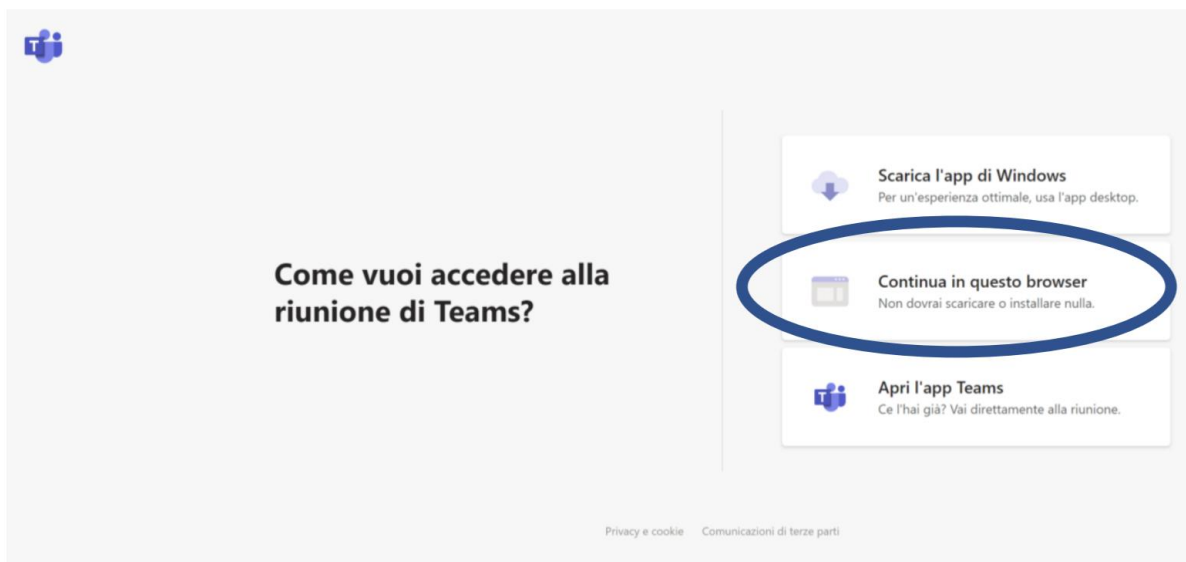 Come vuoi accedere alla
riunione di Teams?
Scarica l'app di Windows
Per un'esperienza ottimale, usa l'app desktop.
Continua in questo browser
Non dovrai scaricare o installare nulla.
Apri l'app Teams
Ce l'hai già? Vai direttamente alla riunione.
Privacy e cookie Comunicazioni di terze parti